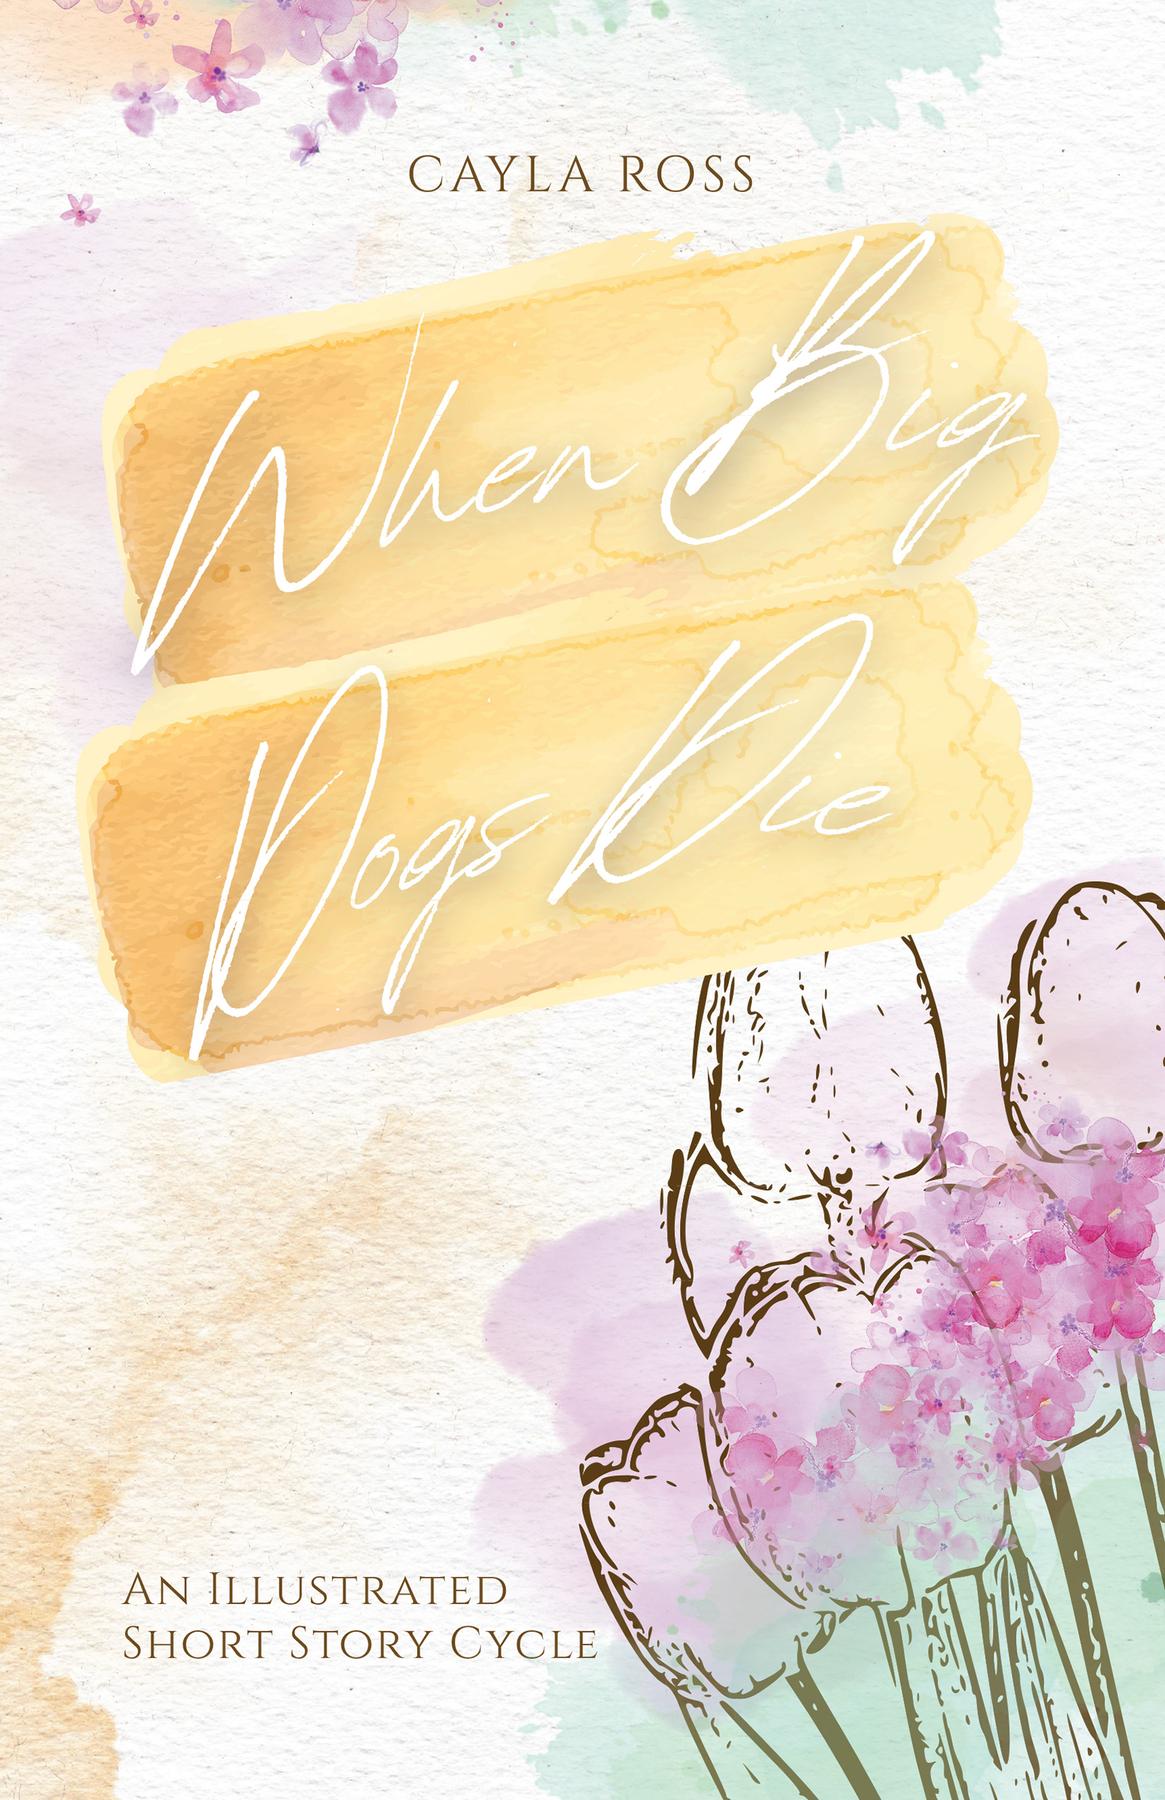 CAYLA ROSS
When Big
Dogs Die
An Illustrated
Short Story Cycle